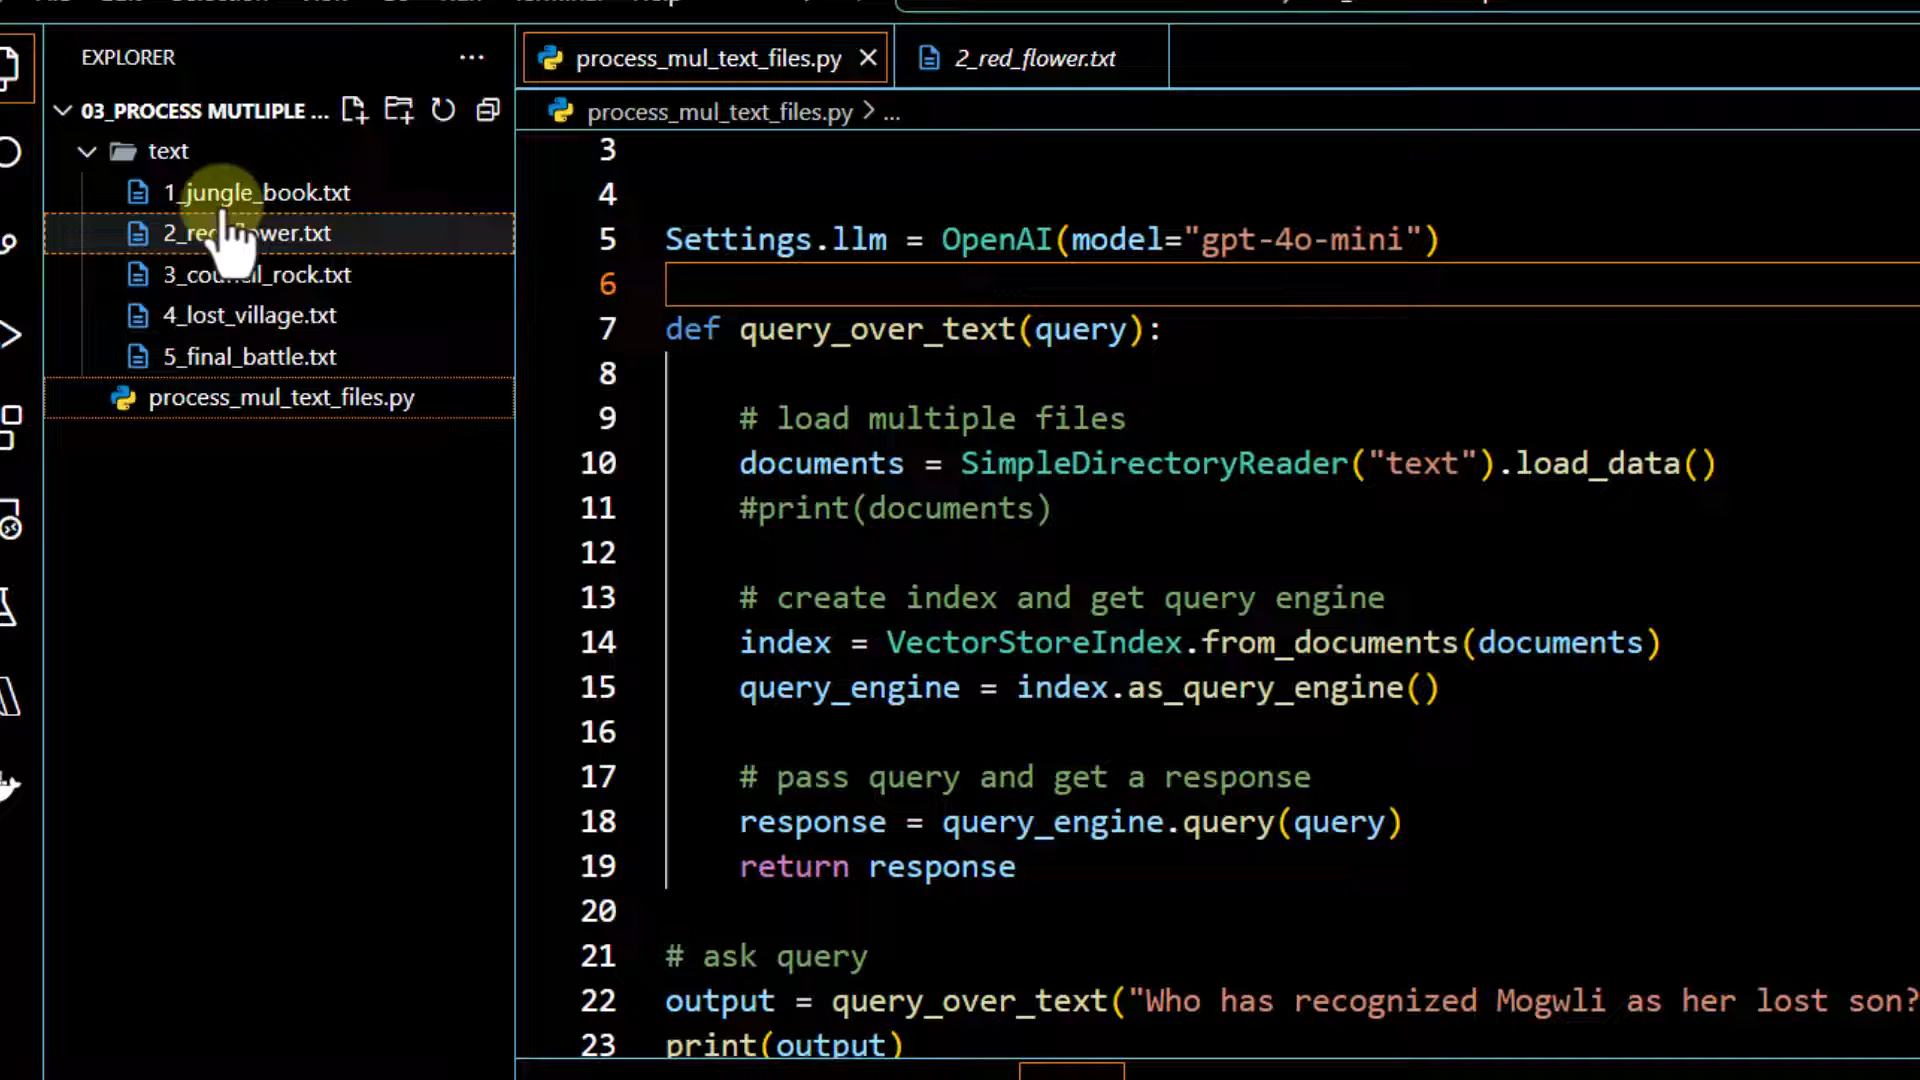 EXPLORER
process_mul_text_files.py
2_red_flower.txt
03_PROCESS MUTLIPLE ...
process_mul_text_files.py > ...
text
1_jungle_book.txt
3_council_rock.txt
4_lost_village.txt
5_final_battle.txt
process_mul_text_files.py
3
4
5 Settings.llm = OpenAI(model="gpt-4o-mini")
6
7 def query_over_text(query):
8
9 # load multiple files
10 documents = SimpleDirectoryReader("text").load_data()
11 #print(documents)
12
13 # create index and get query engine
14 index = VectorStoreIndex.from_documents(documents)
15 query_engine = index.as_query_engine()
16
17 # pass query and get a response
18 response = query_engine.query(query)
19 return response
20
21 # ask query
22 output = query_over_text("Who has recognized Mogwli as her lost son?
23 print(output)